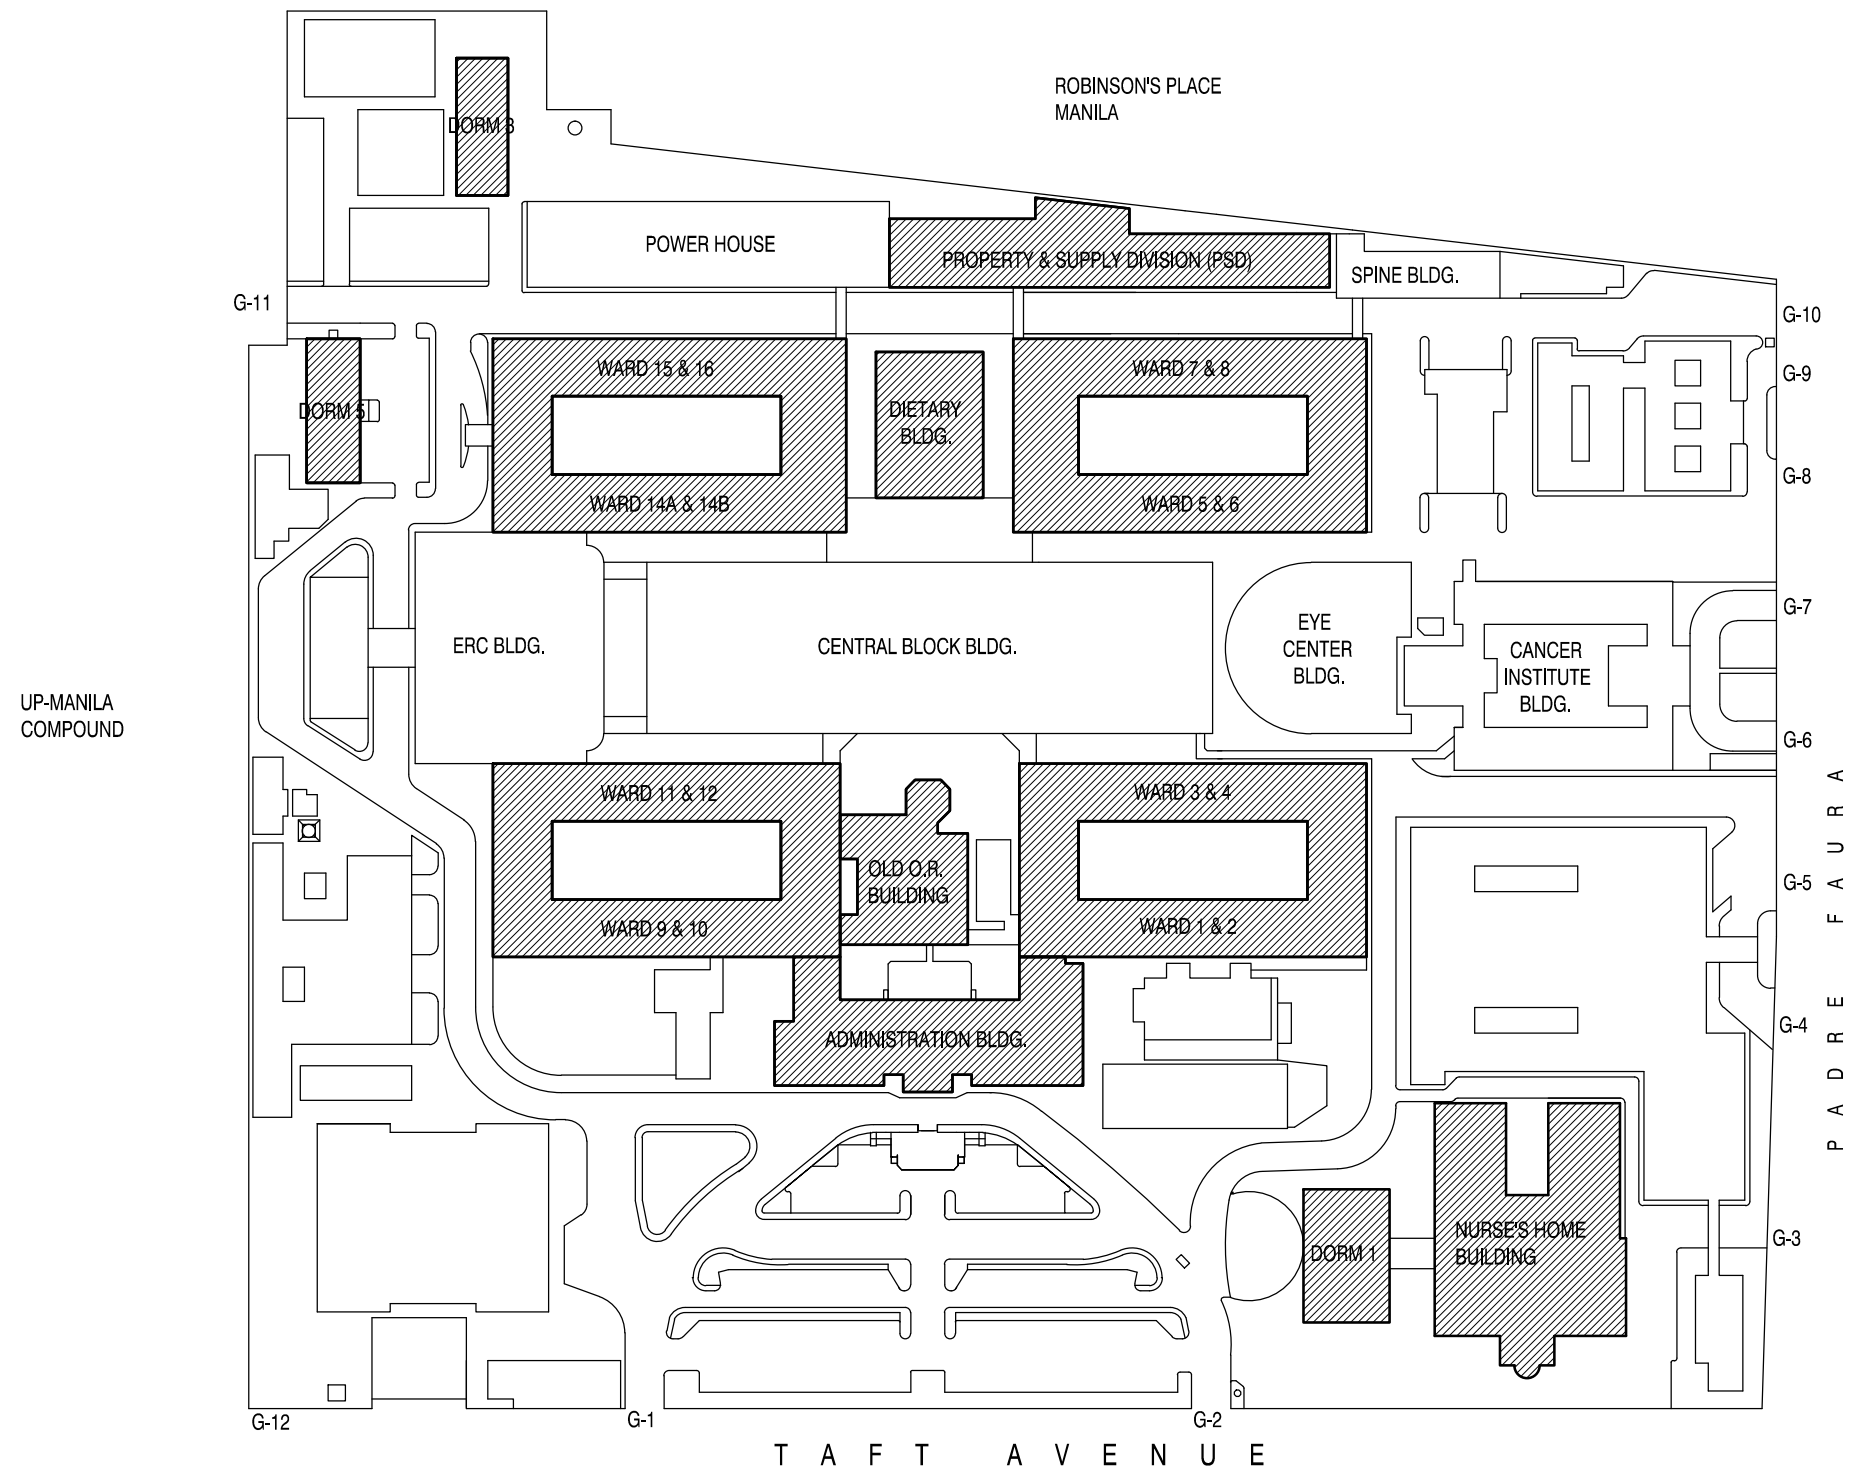 ROBINSON'S PLACE
MANILA
DORM 3
POWER HOUSE
PROPERTY & SUPPLY DIVISION (PSD)
SPINE BLDG.
G-11
G-10
WARD 15 & 16
WARD 7 & 8
G-9
DORM 5
DIETARY
BLDG.
G-8
WARD 14A & 14B
WARD 5 & 6
G-7
ERC BLDG.
CENTRAL BLOCK BLDG.
EYE
CENTER
BLDG.
CANCER
INSTITUTE
BLDG.
UP-MANILA
COMPOUND
G-6
WARD 11 & 12
WARD 3 & 4
OLD O.R.
BUILDING
G-5
WARD 9 & 10
WARD 1 & 2
PADRE FAURA
G-4
ADMINISTRATION BLDG.
NURSE'S HOME
BUILDING
DORM 1
G-3
G-12
G-1
G-2
TAFT AVENUE